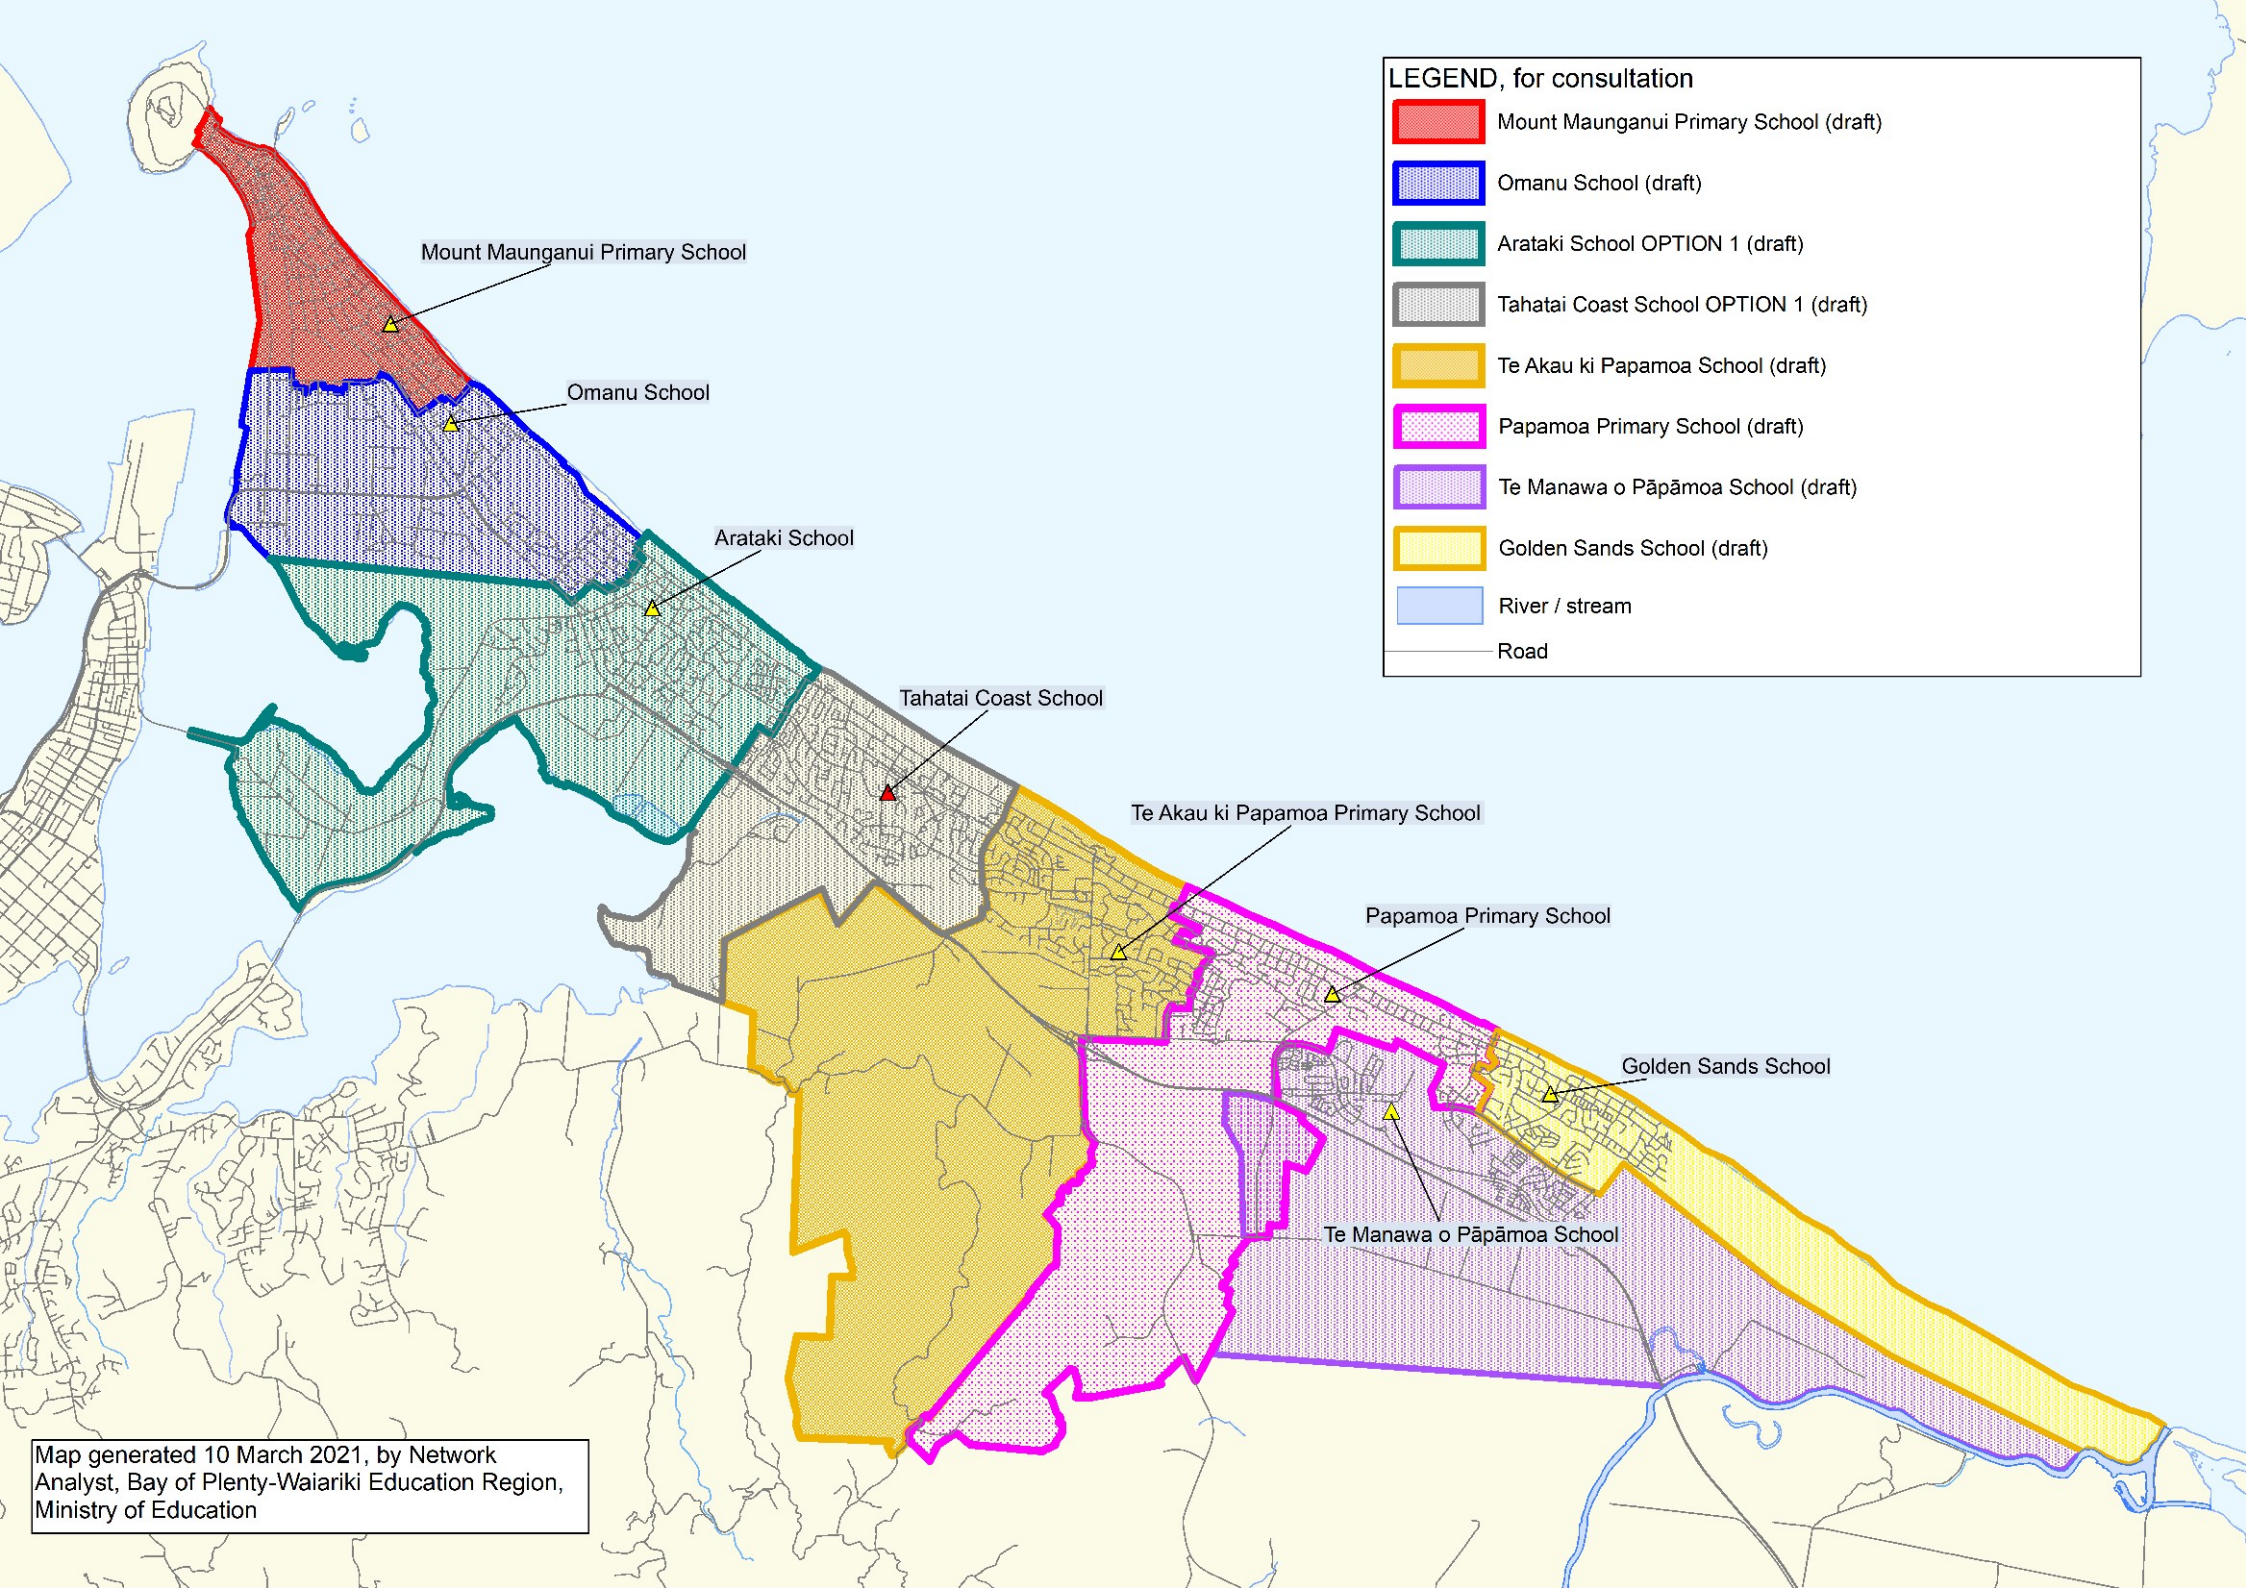 LEGEND, for consultation
Mount Maunganui Primary School (draft)
Omanu School (draft)
Arataki School OPTION 1 (draft)
Tahatai Coast School OPTION 1 (draft)
Te Akau ki Papamoa School (draft)
Papamoa Primary School (draft)
Te Manawa o Pāpāmoa School (draft)
Golden Sands School (draft)
River / stream
Road
Mount Maunganui Primary School
Omanu School
Arataki School
Tahatai Coast School
Te Akau ki Papamoa Primary School
Papamoa Primary School
Golden Sands School
Te Manawa o Pāpāmoa School
Map generated 10 March 2021, by Network
Analyst, Bay of Plenty-Waiariki Education Region,
Ministry of Education